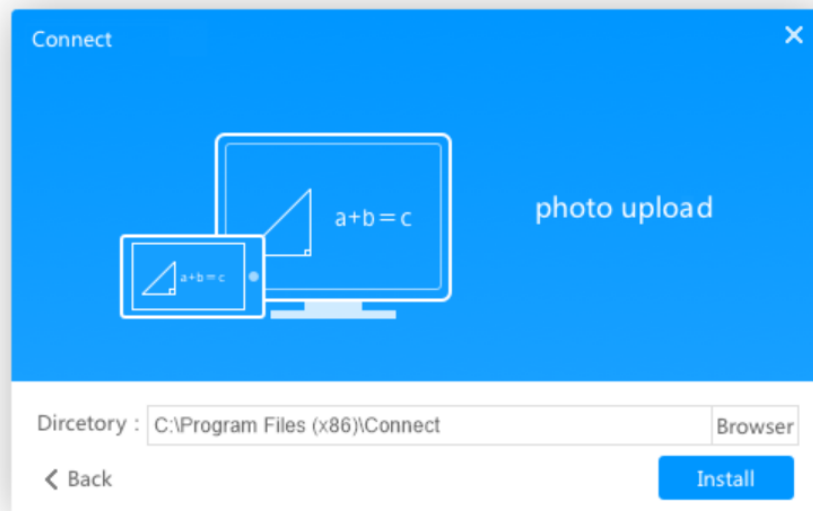 Connect
a+b=c
photo upload
a+b=c
Dircetory :
C:\Program Files (x86)\Connect
Browser
Back
Install